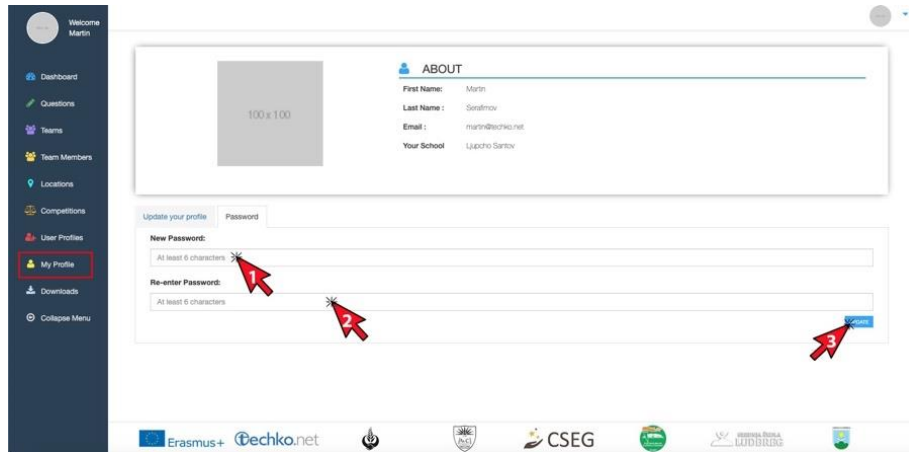 Welcome
Martin
Dashboard
Questions
Teams
Team Members
Locations
Competitions
User Profiles
My Profile
Downloads
Collapse Menu
100 x 100
ABOUT
First Name: Martin
Last Name : Serafimov
Email : martin@techko.net
Your School Ljupcho Santov
Update your profile Password
New Password:
At least 6 characters
1
Re-enter Password:
At least 6 characters
2
3
Erasmus+ techko.net CSEG LUDBREG